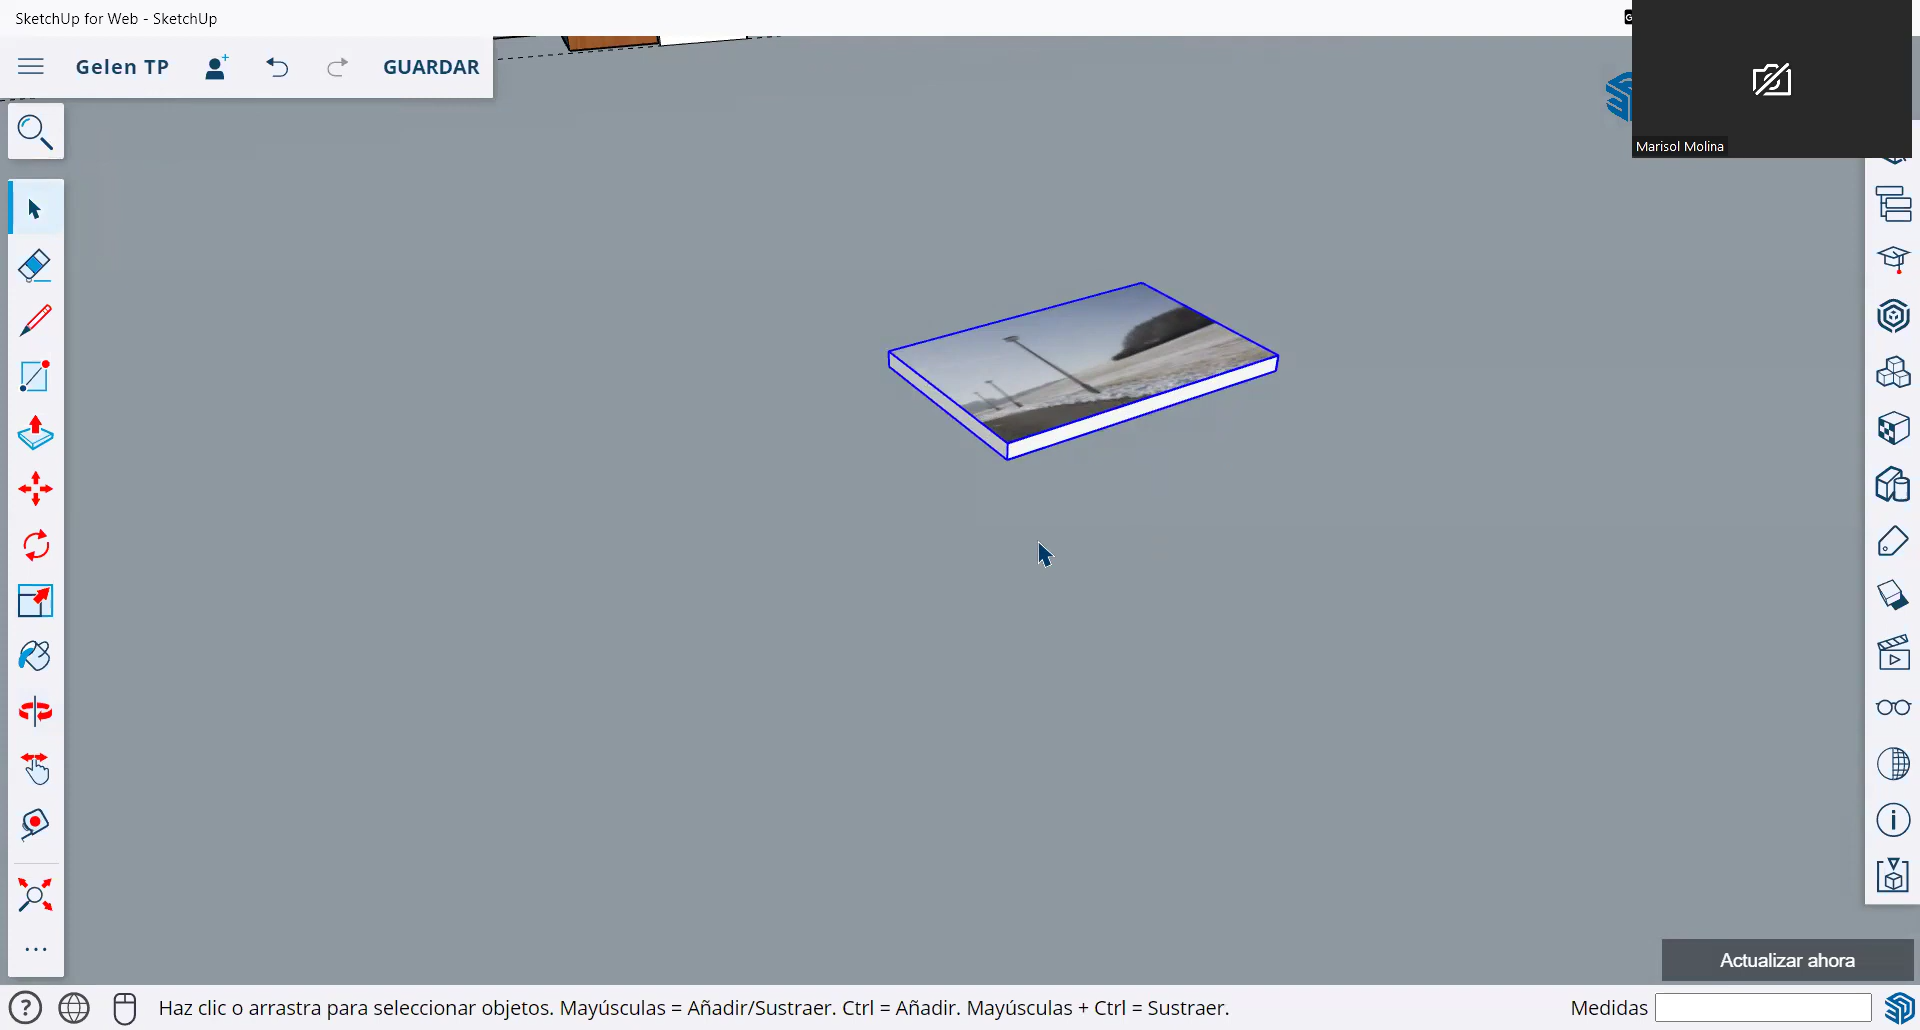 SketchUp for Web - SketchUp
Gelen TP
GUARDAR
Marisol Molina
Actualizar ahora
Haz clic o arrastra para seleccionar objetos. Mayúsculas = Añadir/Sustraer. Ctrl = Añadir. Mayúsculas + Ctrl = Sustraer.
Medidas